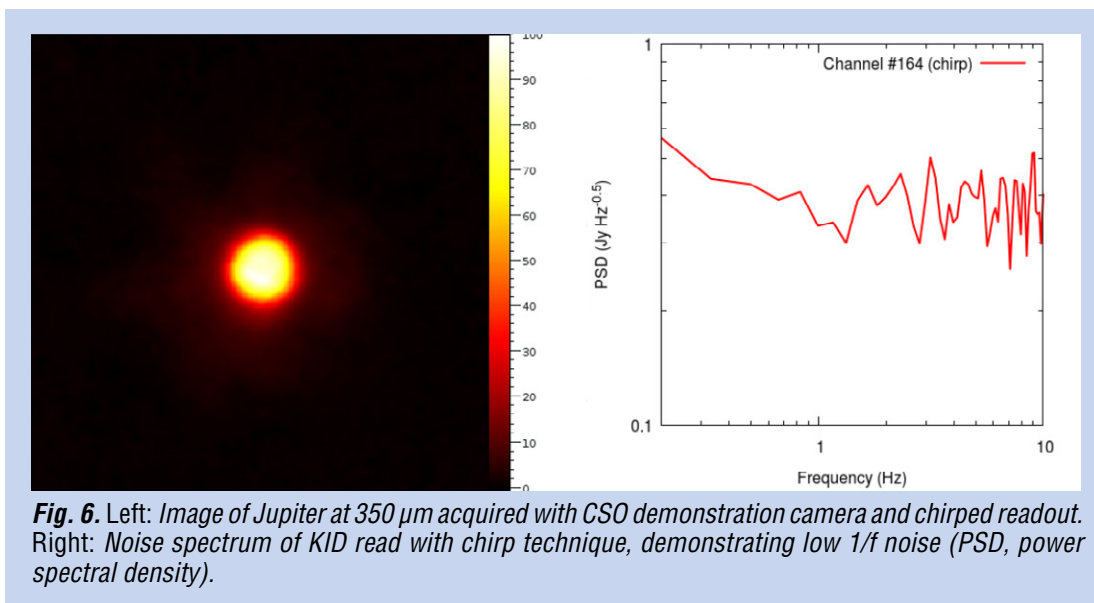 100
90
80
70
60
50
40
30
20
10
0
1
Channel #164 (chirp)
PSD (Jy Hz-0.5)
0.1
1
10
Frequency (Hz)
Fig. 6. Left: Image of Jupiter at 350 μm acquired with CSO demonstration camera and chirped readout.
Right: Noise spectrum of KID read with chirp technique, demonstrating low 1/f noise (PSD, power
spectral density).